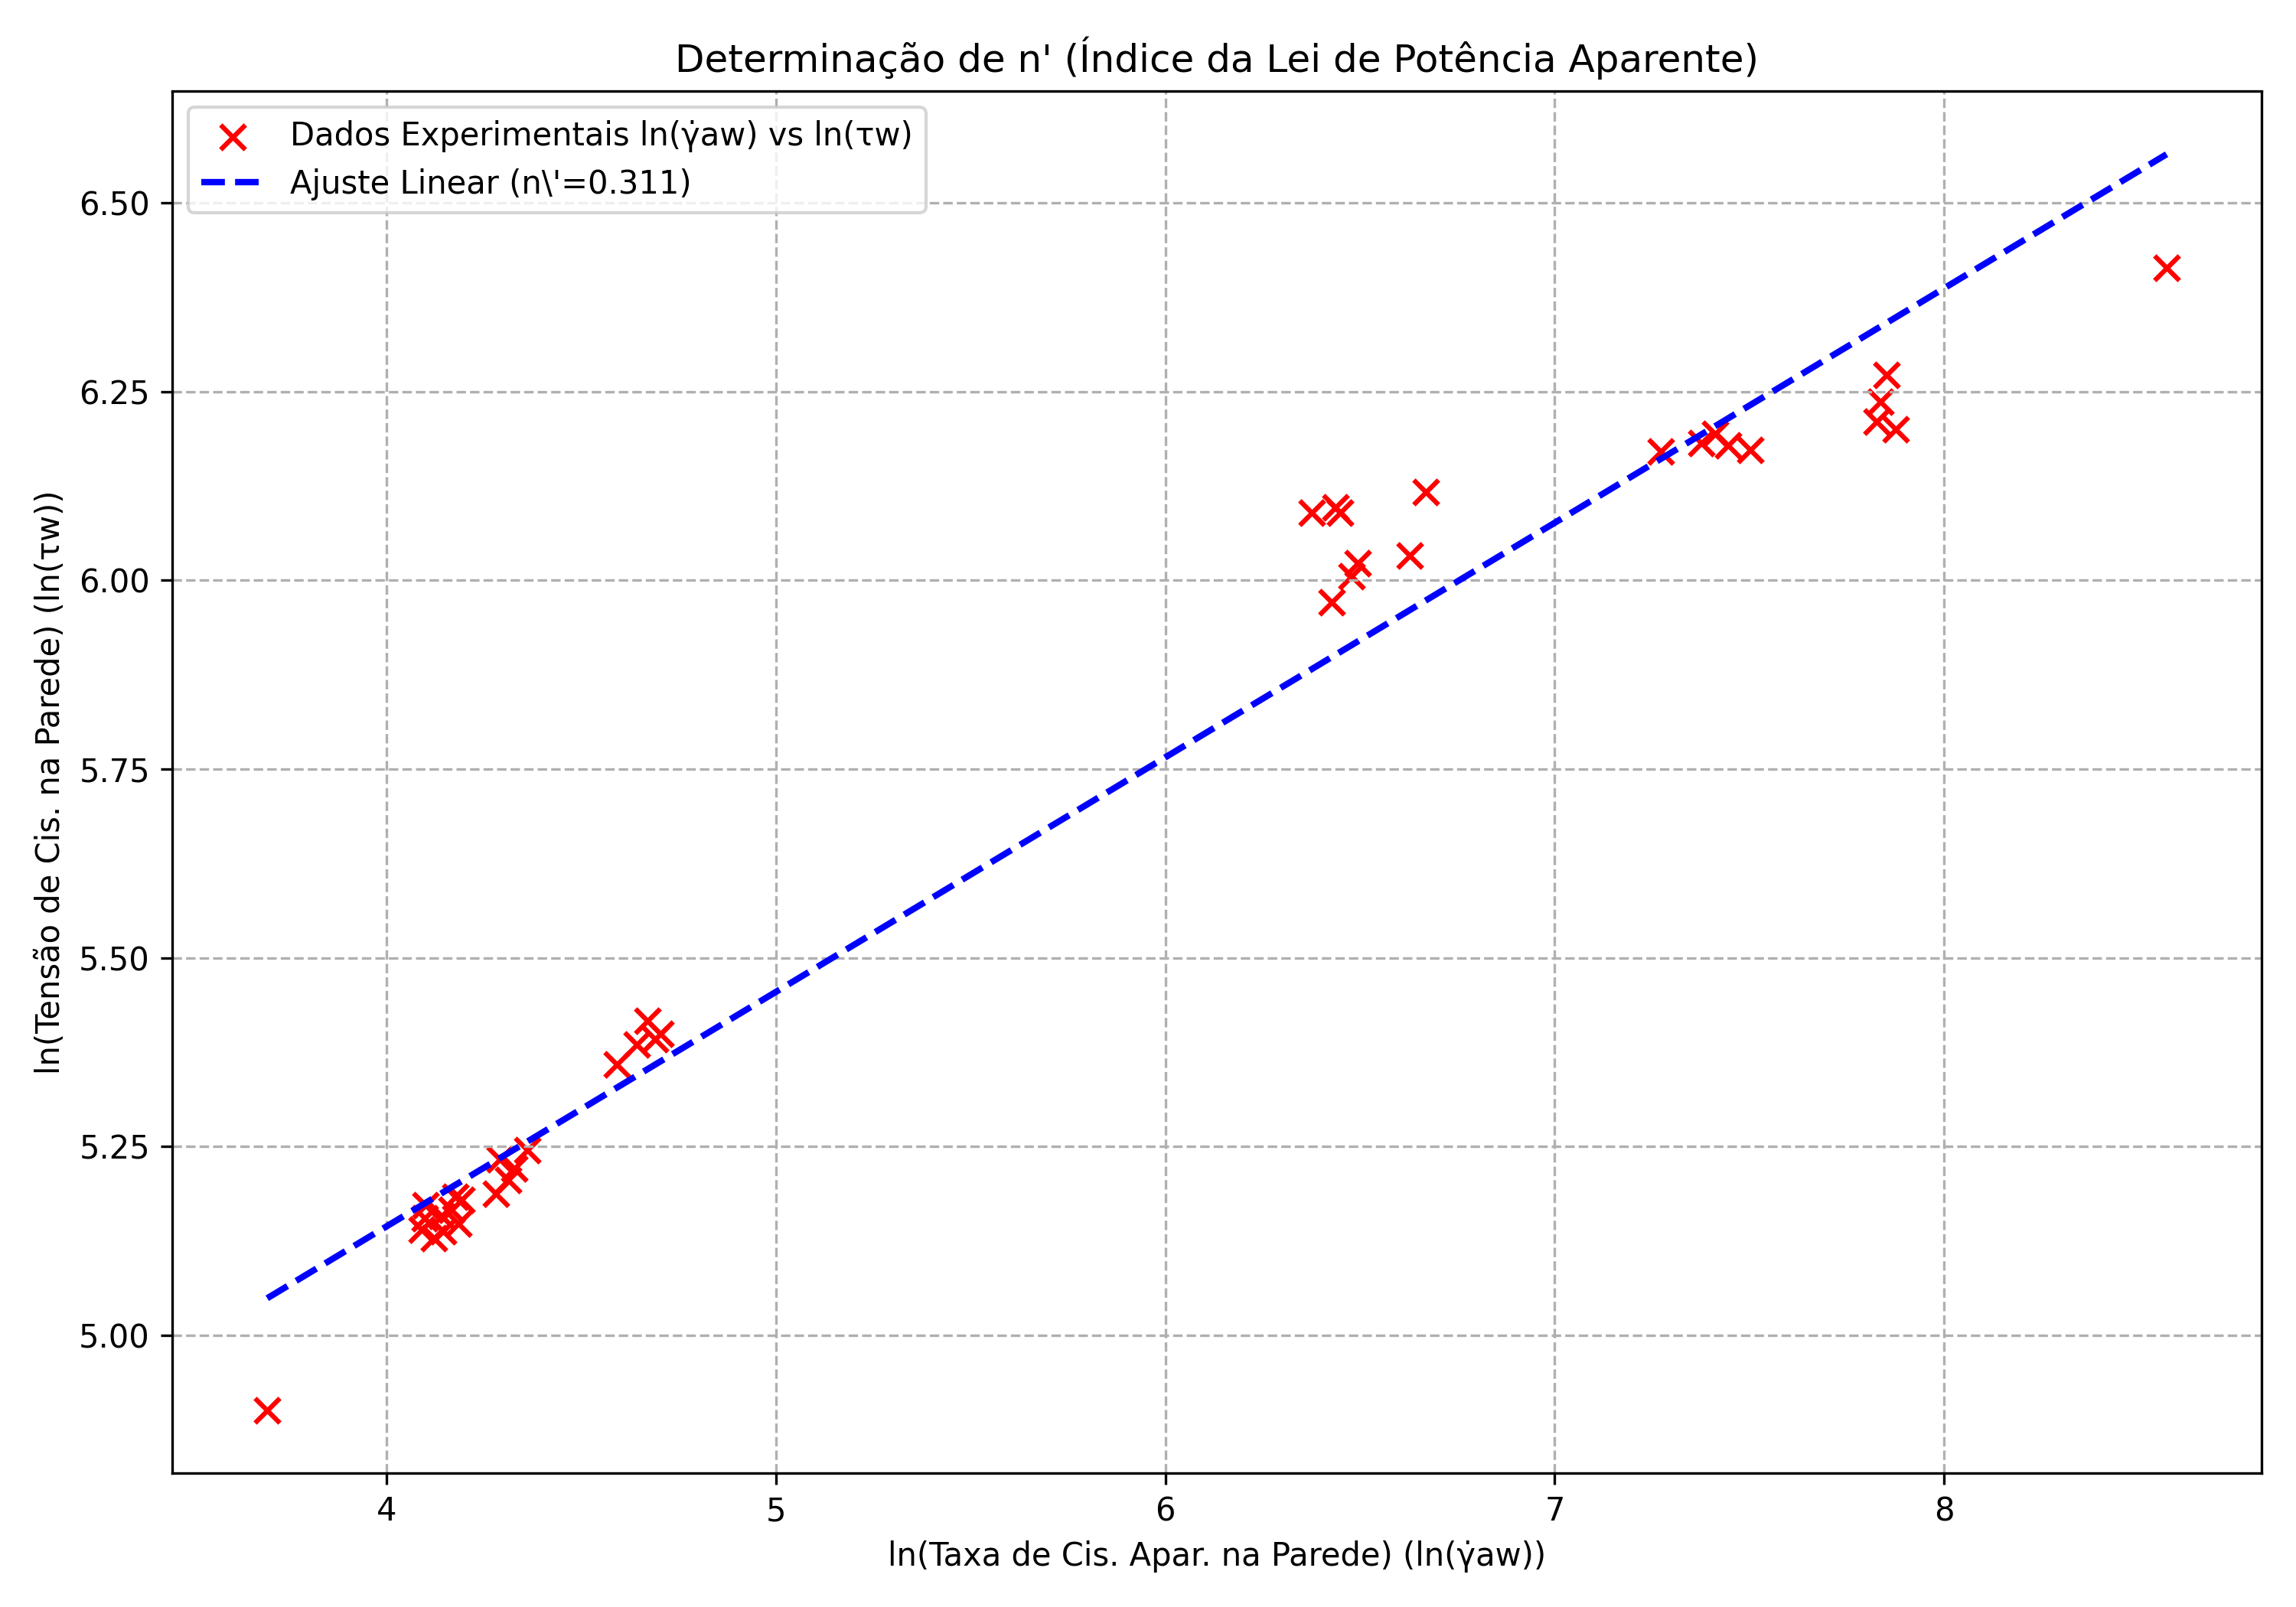 Determinação de n' (Índice da Lei de Potência Aparente)
Dados Experimentais ln(γ̇aw) vs ln(τw)
Ajuste Linear (n\'=0.311)
ln(Tensão de Cis. na Parede) (ln(τw))
6.50
6.25
6.00
5.75
5.50
5.25
5.00
4 5 6 7 8
ln(Taxa de Cis. Apar. na Parede) (ln(γ̇aw))